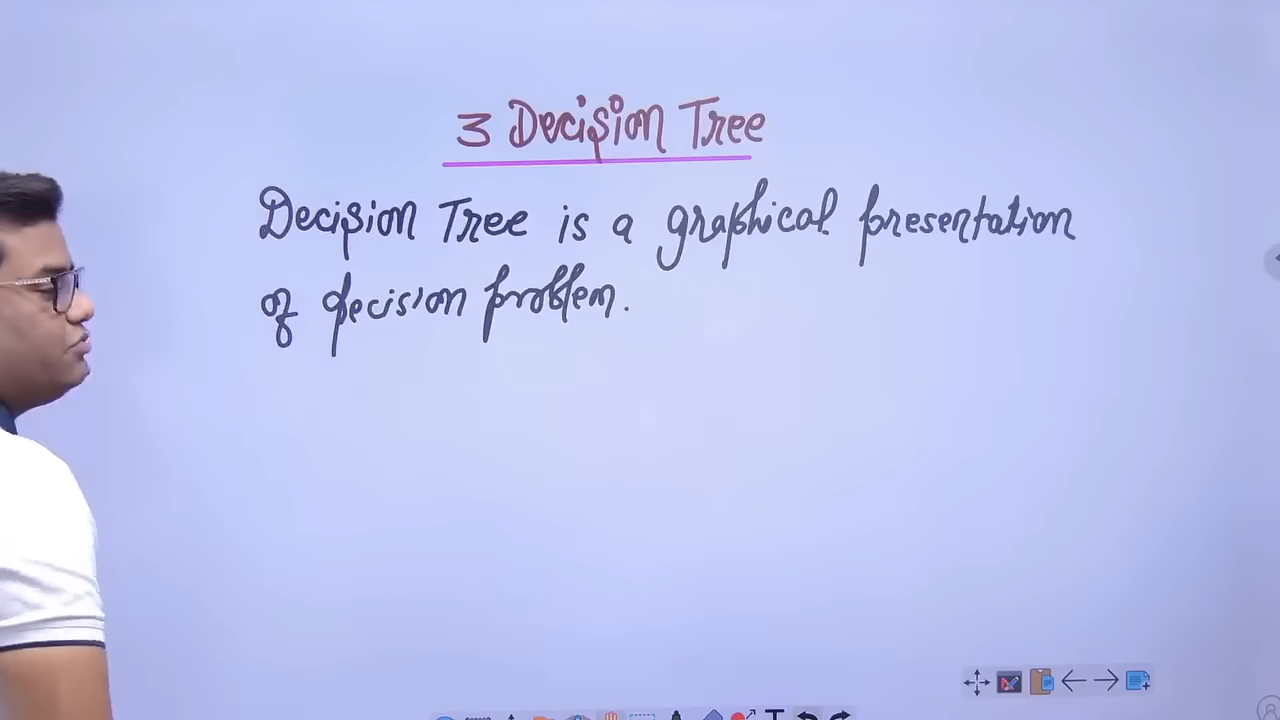 3 Decision Tree
Decision Tree is a graphical presentation
of decision problem.